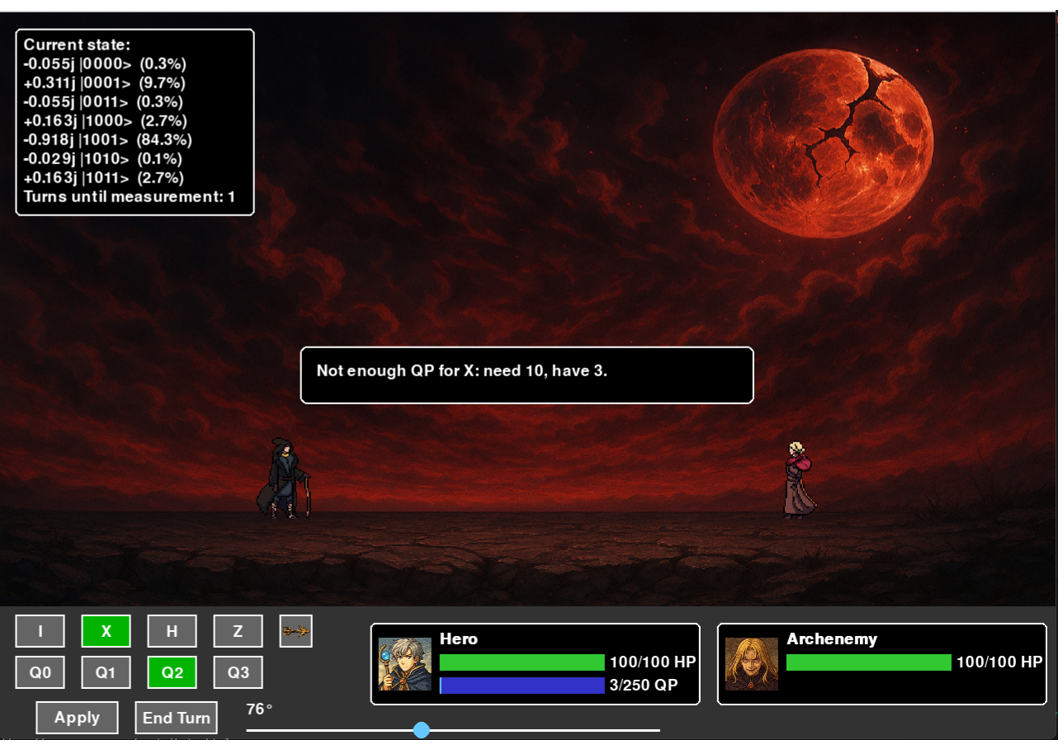 Current state:
-0.055j |0000> (0.3%)
+0.311j |0001> (9.7%)
-0.055j |0011> (0.3%)
+0.163j |1000> (2.7%)
-0.918j |1001> (84.3%)
-0.029j |1010> (0.1%)
+0.163j |1011> (2.7%)
Turns until measurement: 1
Not enough QP for X: need 10, have 3.
I X H Z
Q0 Q1 Q2 Q3
Apply End Turn
76°
Hero
100/100 HP
3/250 QP
Archenemy
100/100 HP